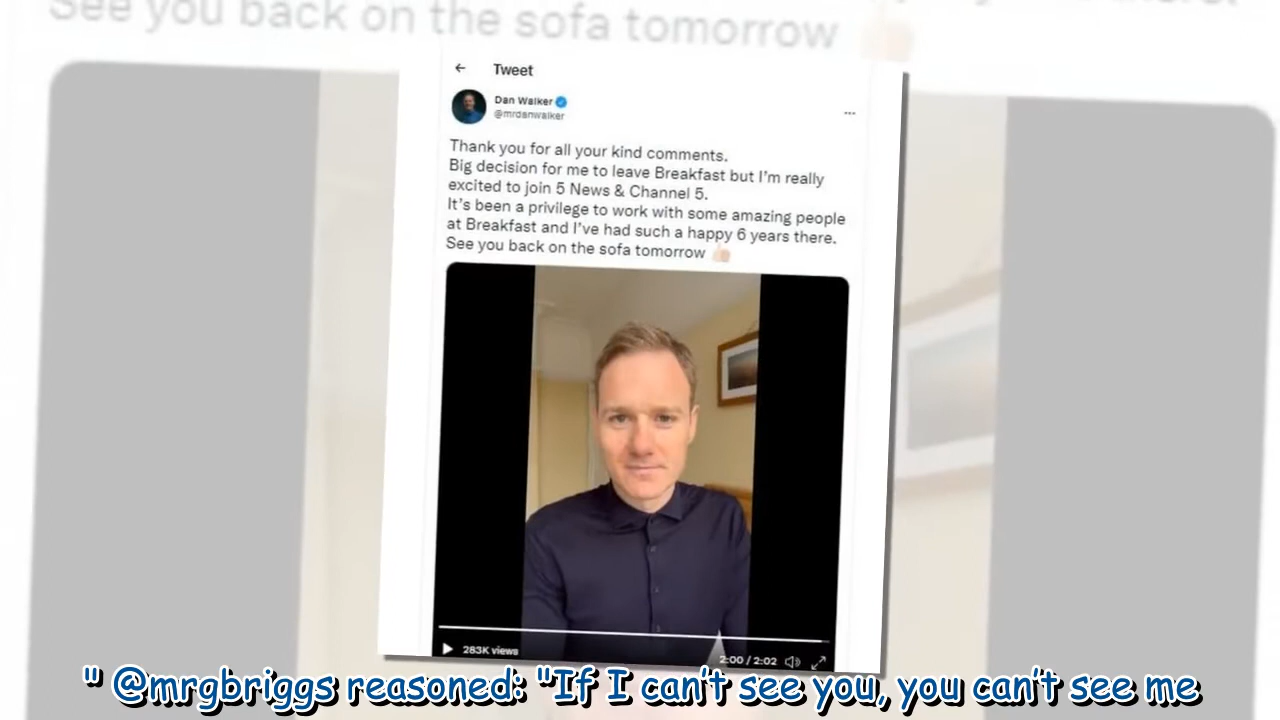 See you back on the sofa tomorrow
Tweet
Dan Walker
@mrdanwalker
Thank you for all your kind comments.
Big decision for me to leave Breakfast but I'm really
excited to join 5 News & Channel 5.
It's been a privilege to work with some amazing people
at Breakfast and I've had such a happy 6 years there.
See you back on the sofa tomorrow 👍🏻
283K views
2:00 / 2:02
" @mrgbriggs reasoned: "If I can't see you, you can't see me